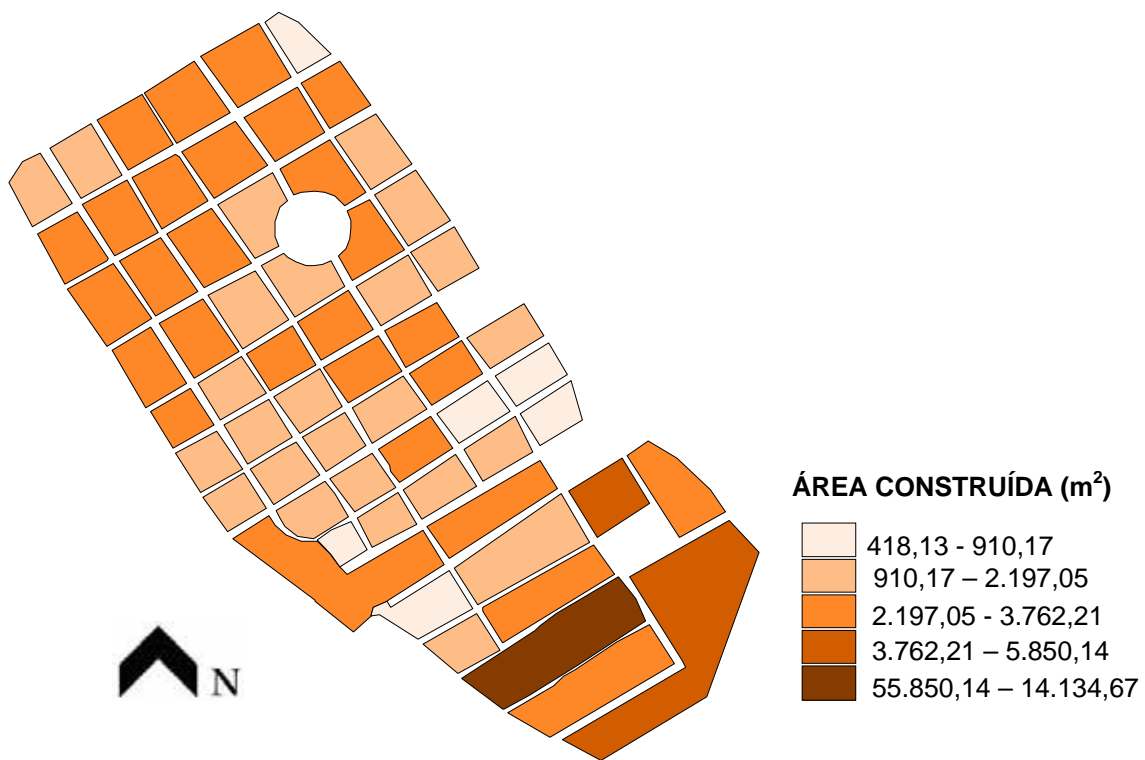 ÁREA CONSTRUÍDA (m²)
418,13 - 910,17
910,17 – 2.197,05
2.197,05 - 3.762,21
3.762,21 – 5.850,14
55.850,14 – 14.134,67
N